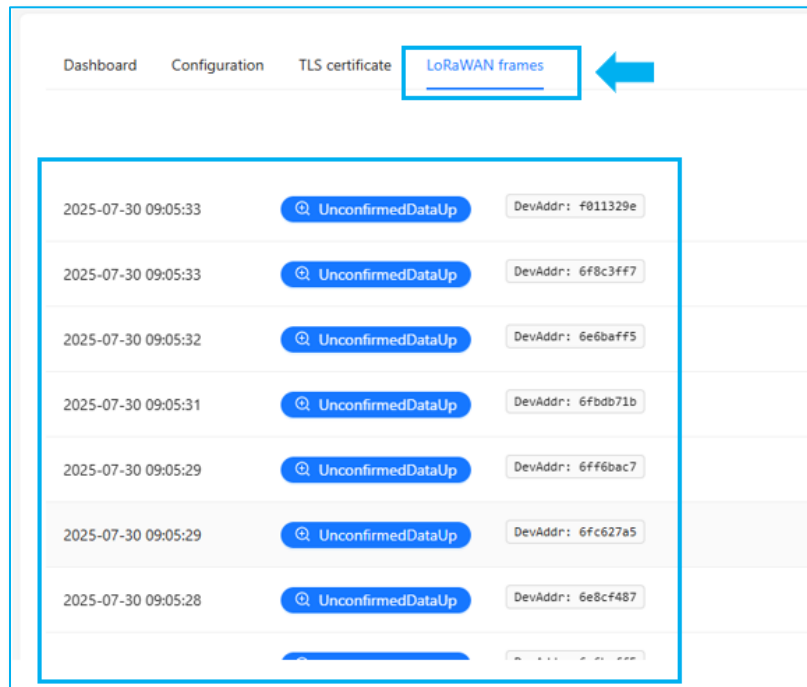 Dashboard Configuration TLS certificate LoRaWAN frames
2025-07-30 09:05:33 UnconfirmedDataUp DevAddr: f011329e
2025-07-30 09:05:33 UnconfirmedDataUp DevAddr: 6f8c3ff7
2025-07-30 09:05:32 UnconfirmedDataUp DevAddr: 6e6baff5
2025-07-30 09:05:31 UnconfirmedDataUp DevAddr: 6fbdb71b
2025-07-30 09:05:29 UnconfirmedDataUp DevAddr: 6ff6bac7
2025-07-30 09:05:29 UnconfirmedDataUp DevAddr: 6fc627a5
2025-07-30 09:05:28 UnconfirmedDataUp DevAddr: 6e8cf487